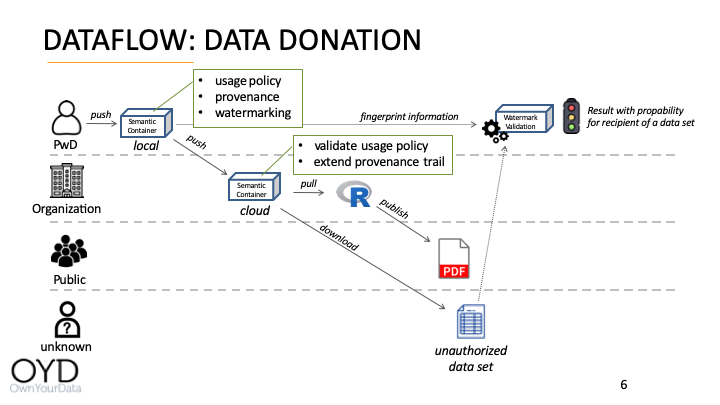 DATAFLOW: DATA DONATION
• usage policy
• provenance
• watermarking
push
Semantic
Container
local
PwD
fingerprint information
Watermark
Validation
Result with propability
for recipient of a data set
push
• validate usage policy
• extend provenance trail
Semantic
Container
cloud
pull
R
publish
Organization
download
PDF
Public
?
unknown
unauthorized
data set
OYD
OwnYourData
6